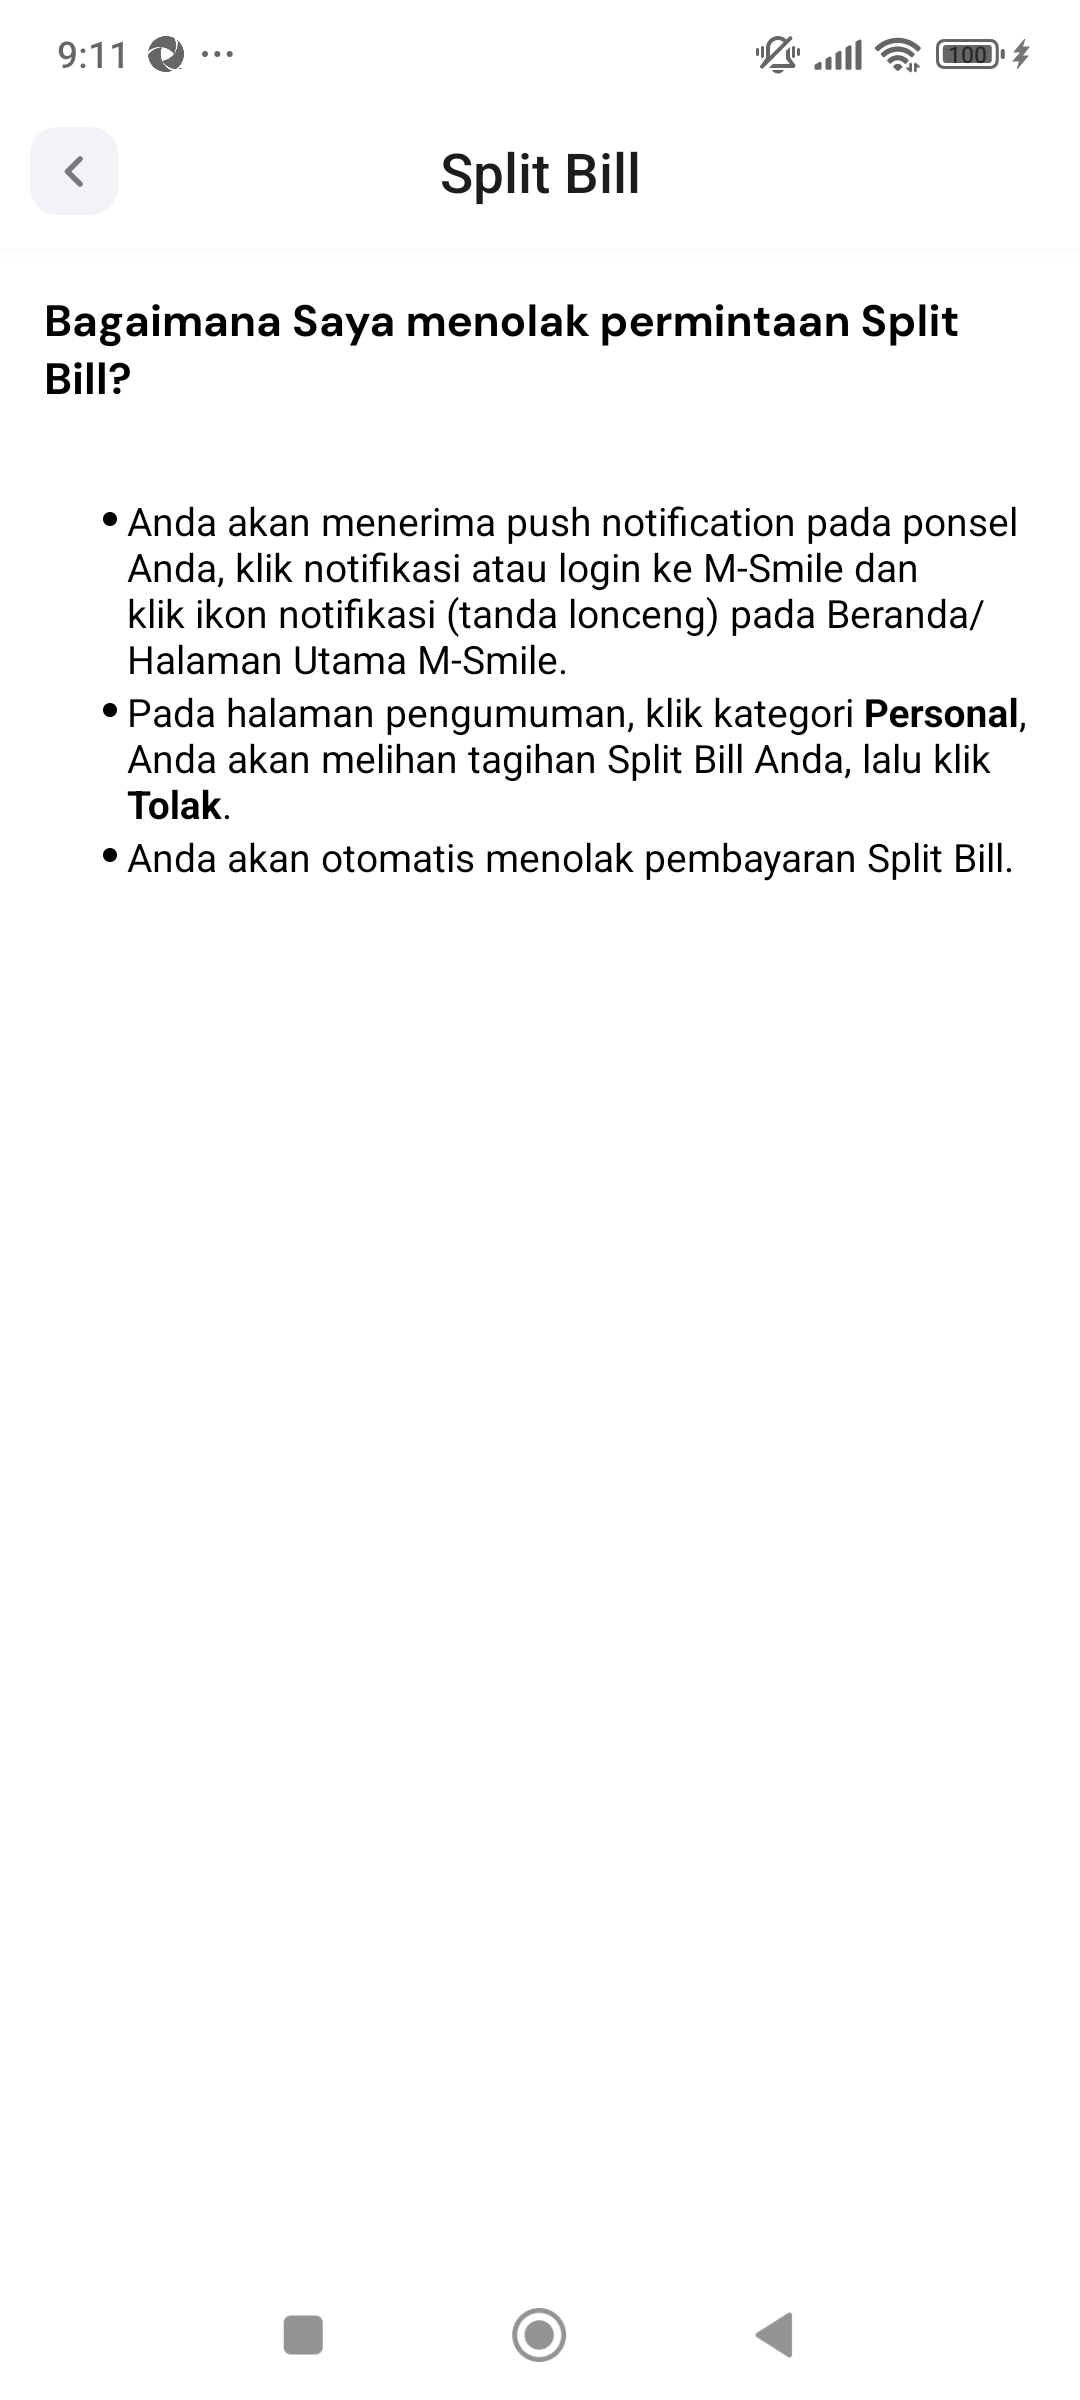 9:11
100
Split Bill
Bagaimana Saya menolak permintaan Split
Bill?
• Anda akan menerima push notification pada ponsel
Anda, klik notifikasi atau login ke M-Smile dan
klik ikon notifikasi (tanda lonceng) pada Beranda/
Halaman Utama M-Smile.
• Pada halaman pengumuman, klik kategori Personal,
Anda akan melihan tagihan Split Bill Anda, lalu klik
Tolak.
• Anda akan otomatis menolak pembayaran Split Bill.